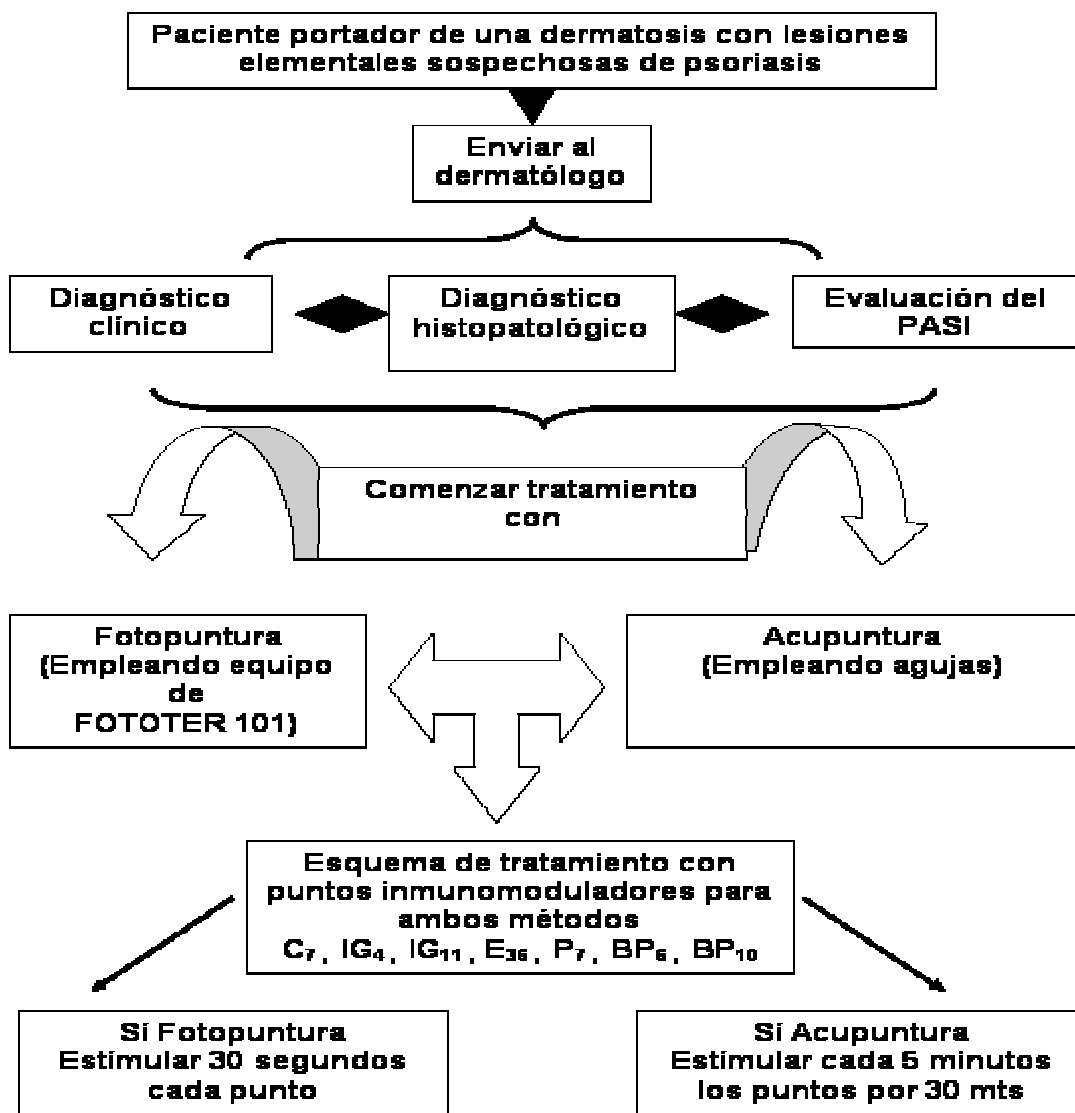 Paciente portador de una dermatosis con lesiones
elementales sospechosas de psoriasis
Enviar al
dermatólogo
Diagnóstico
clínico
Diagnóstico
histopatológico
Evaluación del
PASI
Comenzar tratamiento
con
Fotopuntura
(Empleando equipo
de
FOTOTER 101)
Acupuntura
(Empleando agujas)
Esquema de tratamiento con
puntos inmunomoduladores para
ambos métodos
C₇, IG₄, IG₁₁, E₃₆, P₇, BP₆, BP₁₀
Sí Fotopuntura
Estimular 30 segundos
cada punto
Sí Acupuntura
Estimular cada 5 minutos
los puntos por 30 mts